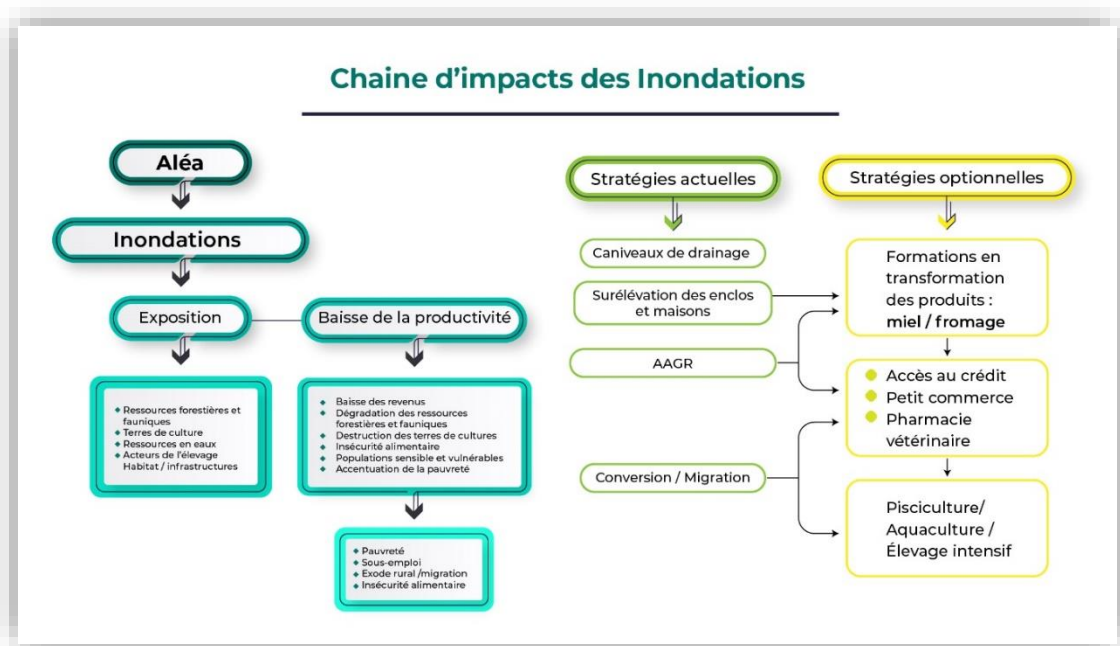 Chaine d'impacts des Inondations
Aléa
Inondations
Exposition
Baisse de la productivité
Ressources forestières et
fauniques
Terres de culture
Ressources en eaux
Acteurs de l'élevage
Habitat / infrastructures
Baisse des revenus
Dégradation des ressources
forestières et fauniques
Destruction des terres de cultures
Insécurité alimentaire
Populations sensible et vulnérables
Accentuation de la pauvreté
Pauvreté
Sous-emploi
Exode rural /migration
Insécurité alimentaire
Stratégies actuelles
Caniveaux de drainage
Surélévation des enclos
et maisons
AAGR
Conversion / Migration
Stratégies optionnelles
Formations en
transformation
des produits :
miel / fromage
Accès au crédit
Petit commerce
Pharmacie
vétérinaire
Pisciculture/
Aquaculture /
Élevage intensif